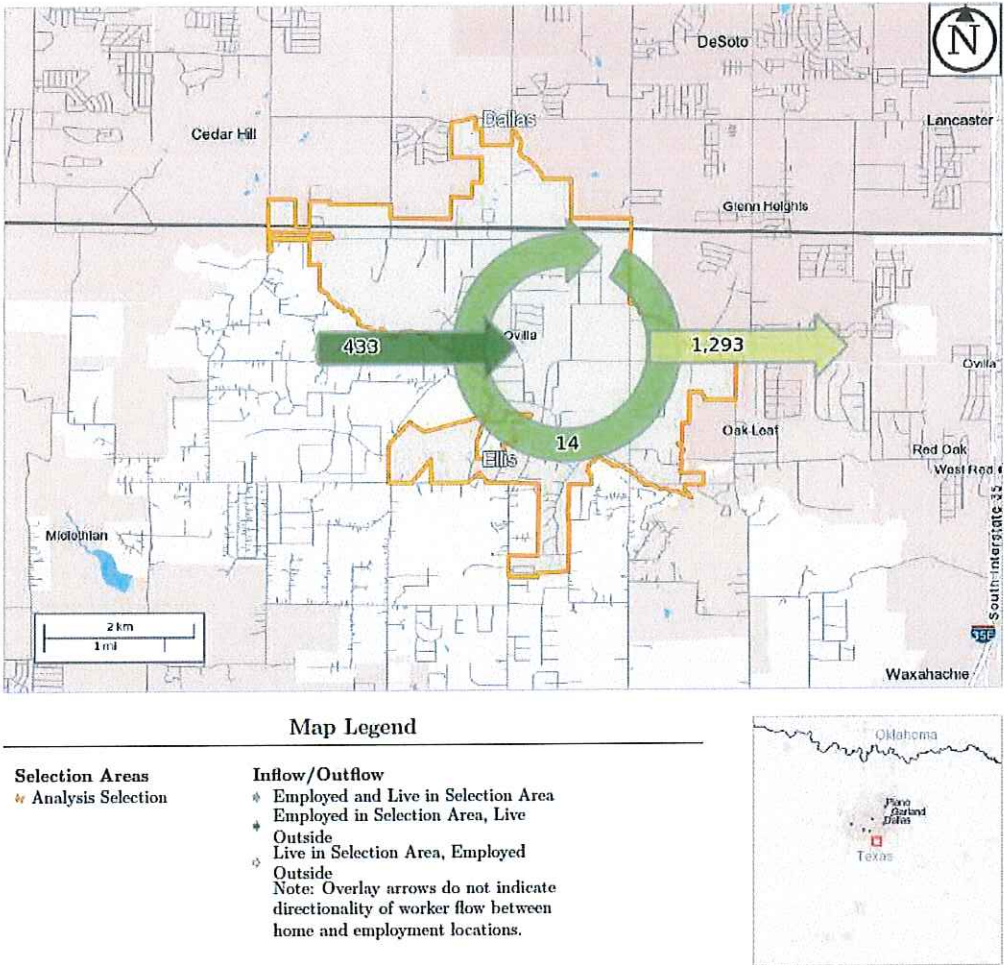 N
DeSoto
Dallas
Lancaster
Cedar Hill
Glenn Heights
433
Ovilla
1,293
Ovilla
14
Oak Leaf
Ellis
Red Oak
West Red
Midlothian
South Interstate 35
2 km
1 mi
35E
Waxahachie
Map Legend
Selection Areas
Analysis Selection
Inflow/Outflow
Employed and Live in Selection Area
Employed in Selection Area, Live
Outside
Live in Selection Area, Employed
Outside
Note: Overlay arrows do not indicate
directionality of worker flow between
home and employment locations.
Oklahoma
Plano
Garland
Dallas
Texas